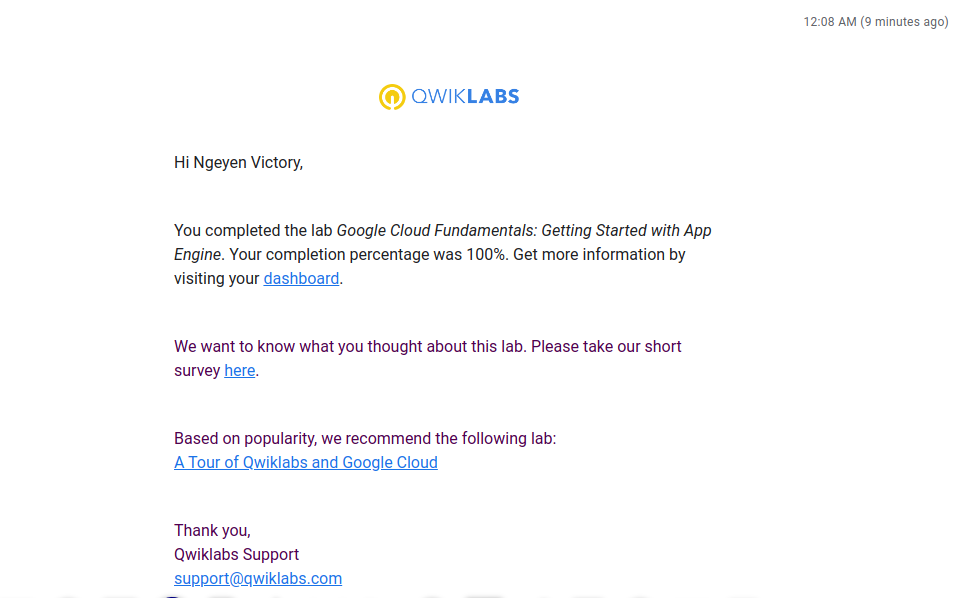 12:08 AM (9 minutes ago)
QWIKLABS
Hi Ngeyen Victory,
You completed the lab Google Cloud Fundamentals: Getting Started with App
Engine. Your completion percentage was 100%. Get more information by
visiting your dashboard.
We want to know what you thought about this lab. Please take our short
survey here.
Based on popularity, we recommend the following lab:
A Tour of Qwiklabs and Google Cloud
Thank you,
Qwiklabs Support
support@qwiklabs.com